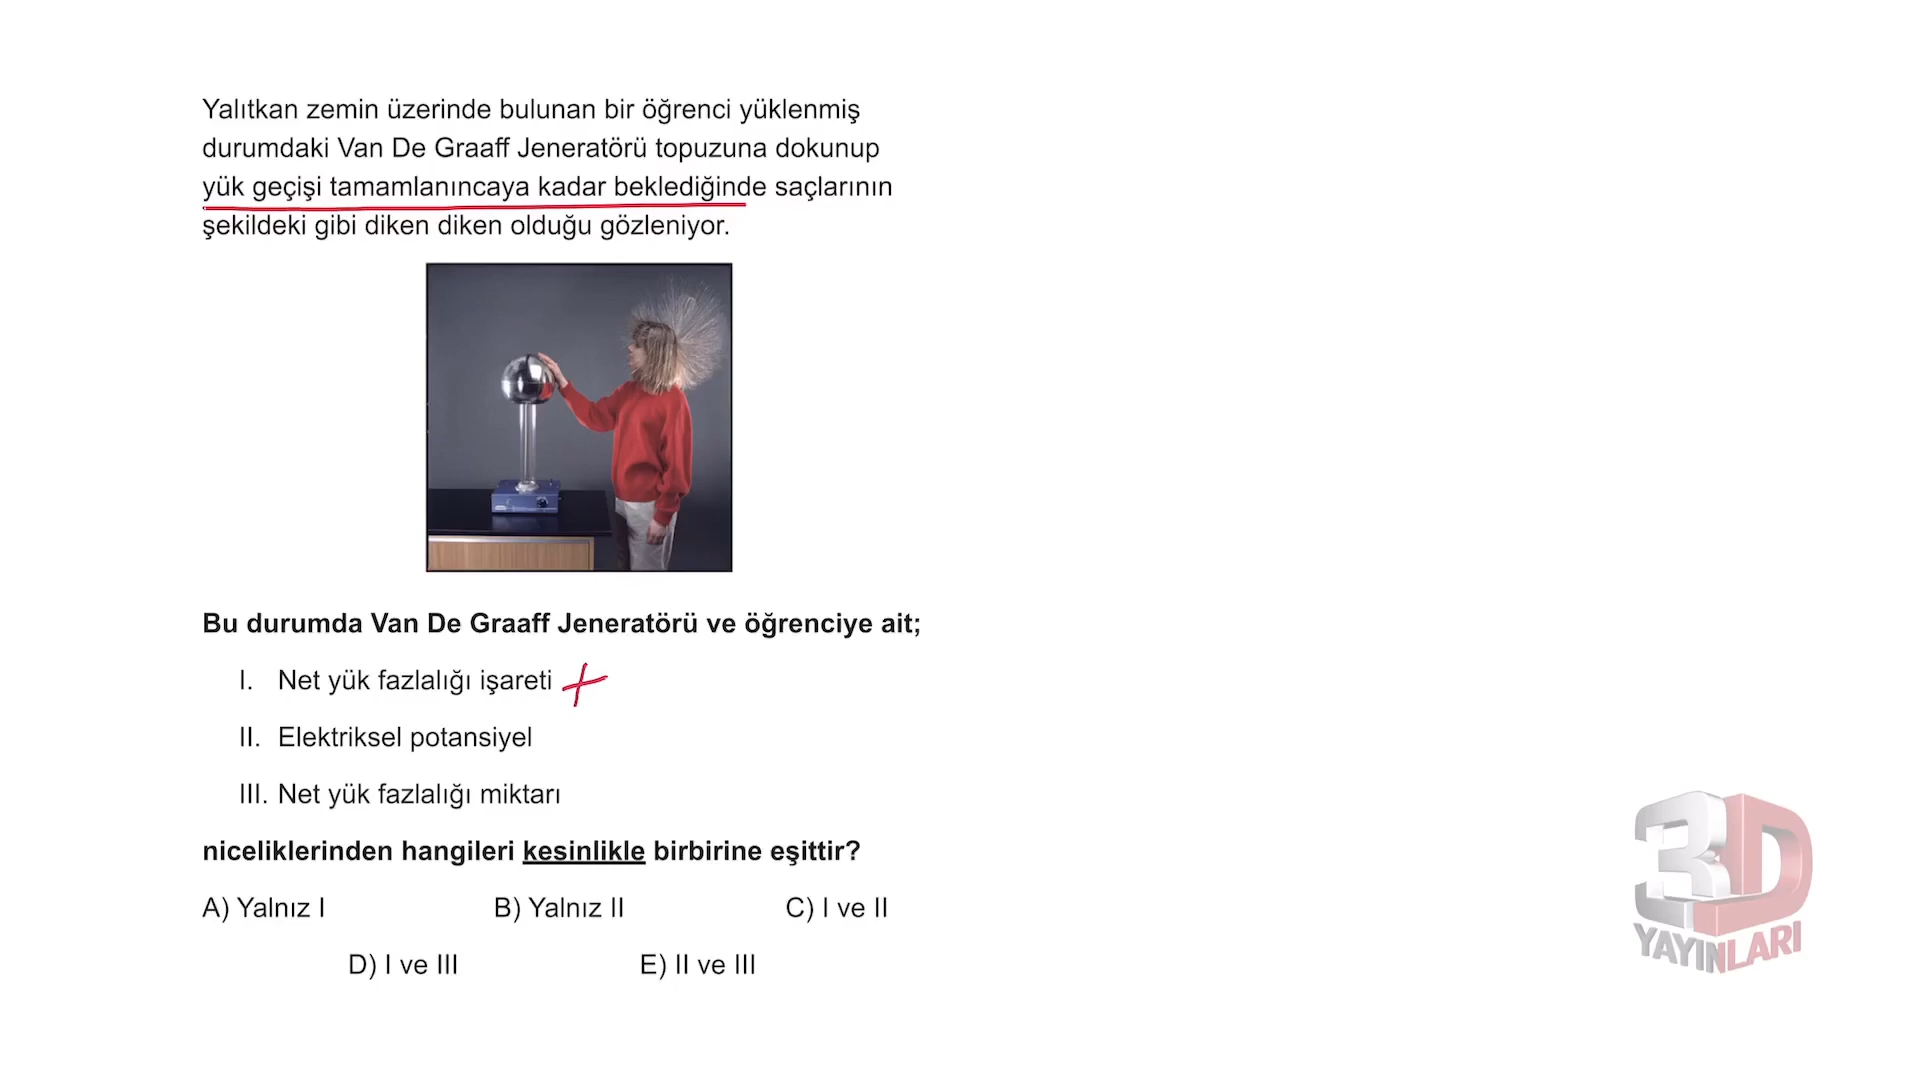 Yalıtkan zemin üzerinde bulunan bir öğrenci yüklenmiş
durumdaki Van De Graaff Jeneratörü topuzuna dokunup
yük geçişi tamamlanıncaya kadar beklediğinde saçlarının
şekildeki gibi diken diken olduğu gözleniyor.
Bu durumda Van De Graaff Jeneratörü ve öğrenciye ait;
I. Net yük fazlalığı işareti
II. Elektriksel potansiyel
III. Net yük fazlalığı miktarı
niceliklerinden hangileri kesinlikle birbirine eşittir?
A) Yalnız I B) Yalnız II C) I ve II
D) I ve III E) II ve III
3D
YAYINLARI